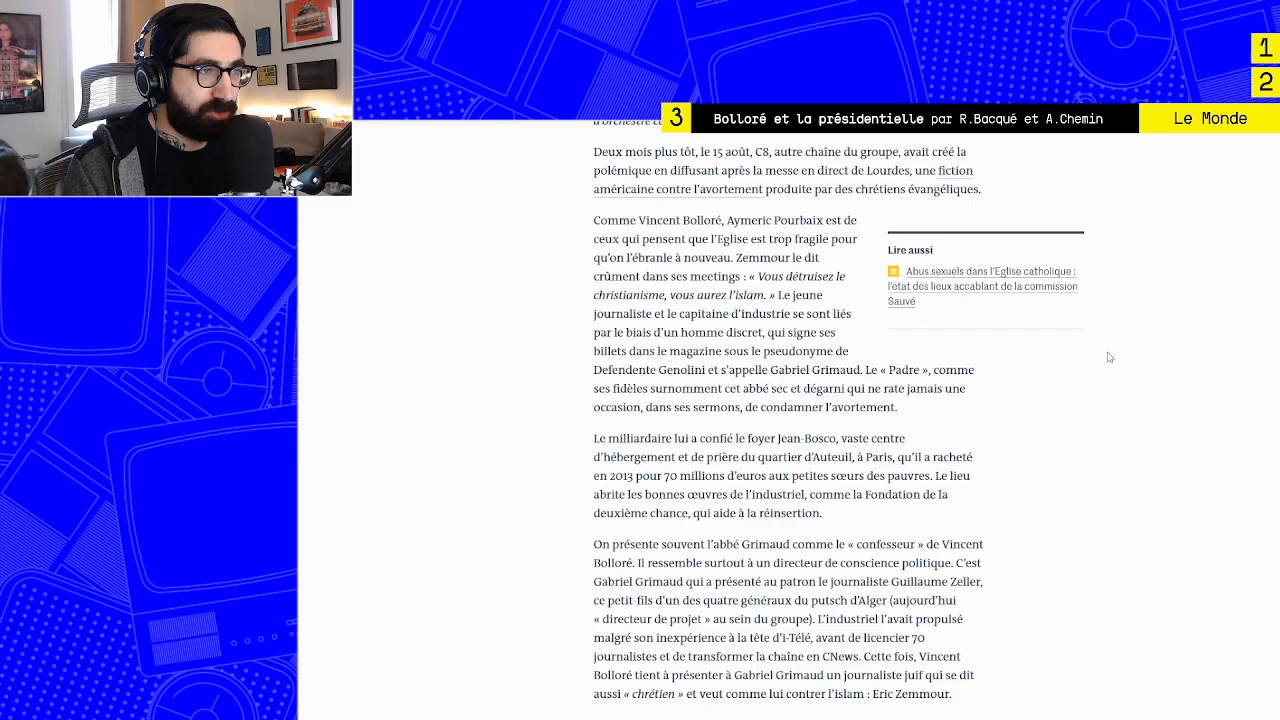 1
2
3 Bolloré et la présidentielle par R.Bacqué et A.Chemin Le Monde
Deux mois plus tôt, le 15 août, C8, autre chaîne du groupe, avait créé la
polémique en diffusant après la messe en direct de Lourdes, une fiction
américaine contre l'avortement produite par des chrétiens évangéliques.
Comme Vincent Bolloré, Aymeric Pourbaix est de
ceux qui pensent que l'Eglise est trop fragile pour
qu'on l'ébranle à nouveau. Zemmour le dit
crûment dans ses meetings : « Vous détruisez le
christianisme, vous aurez l'islam. » Le jeune
journaliste et le capitaine d'industrie se sont liés
par le biais d'un homme discret, qui signe ses
billets dans le magazine sous le pseudonyme de
Defendente Genolini et s'appelle Gabriel Grimaud. Le « Padre », comme
ses fidèles surnomment cet abbé sec et dégarni qui ne rate jamais une
occasion, dans ses sermons, de condamner l'avortement.
Lire aussi
Abus sexuels dans l'Eglise catholique :
l'état des lieux accablant de la commission
Sauvé
Le milliardaire lui a confié le foyer Jean-Bosco, vaste centre
d'hébergement et de prière du quartier d'Auteuil, à Paris, qu'il a racheté
en 2013 pour 70 millions d'euros aux petites sœurs des pauvres. Le lieu
abrite les bonnes œuvres de l'industriel, comme la Fondation de la
deuxième chance, qui aide à la réinsertion.
On présente souvent l'abbé Grimaud comme le « confesseur » de Vincent
Bolloré. Il ressemble surtout à un directeur de conscience politique. C'est
Gabriel Grimaud qui a présenté au patron le journaliste Guillaume Zeller,
ce petit-fils d'un des quatre généraux du putsch d'Alger (aujourd'hui
« directeur de projet » au sein du groupe). L'industriel l'avait propulsé
malgré son inexpérience à la tête d'i-Télé, avant de licencier 70
journalistes et de transformer la chaîne en CNews. Cette fois, Vincent
Bolloré tient à présenter à Gabriel Grimaud un journaliste juif qui se dit
aussi « chrétien » et veut comme lui contrer l'islam : Eric Zemmour.